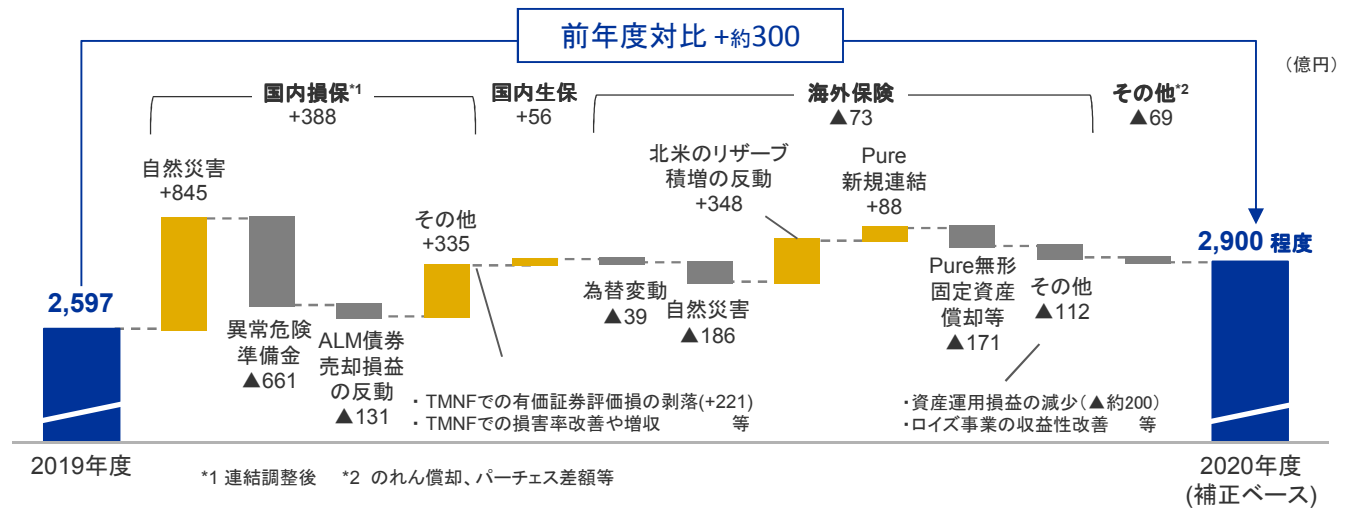 前年度対比 +約300
（億円）
国内損保*1
+388
国内生保
+56
海外保険
▲73
その他*2
▲69
自然災害
+845
異常危険
準備金
▲661
ALM債券
売却損益
の反動
▲131
その他
+335
為替変動
▲39
自然災害
▲186
北米のリザーブ
積増の反動
+348
Pure
新規連結
+88
Pure無形
固定資産
償却等
▲171
その他
▲112
2,597
2,900 程度
・ TMNFでの有価証券評価損の剥落(+221)
・ TMNFでの損害率改善や増収 等
・資産運用損益の減少（▲約200）
・ロイズ事業の収益性改善 等
2019年度
2020年度
(補正ベース)
*1 連結調整後 *2 のれん償却、パーチェス差額等